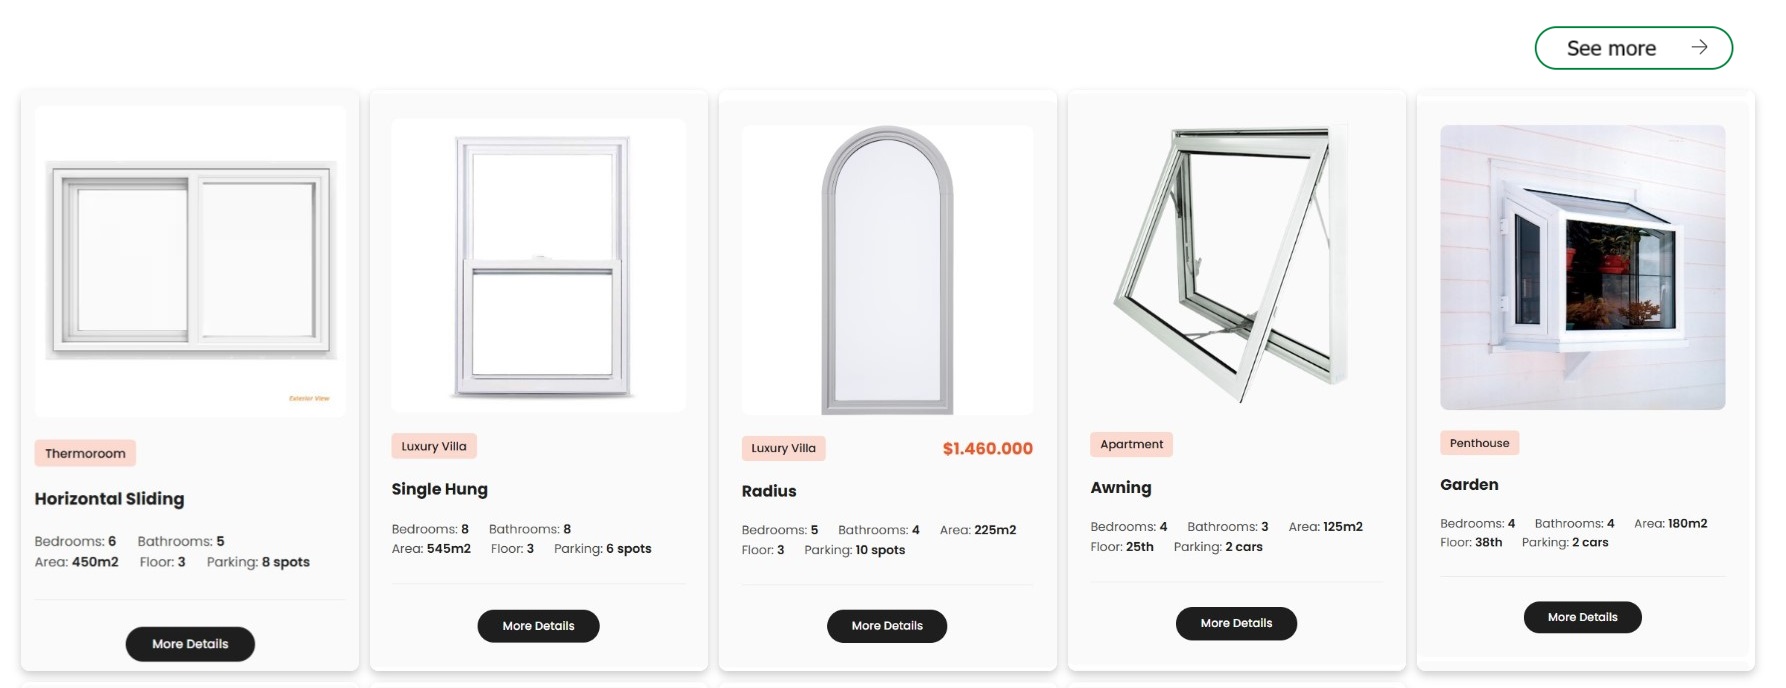 See more
Exterior View
Thermoroom
Horizontal Sliding
Bedrooms: 6 Bathrooms: 5
Area: 450m2 Floor: 3 Parking: 8 spots
More Details
Luxury Villa
Single Hung
Bedrooms: 8 Bathrooms: 8
Area: 545m2 Floor: 3 Parking: 6 spots
More Details
Luxury Villa $1.460.000
Radius
Bedrooms: 5 Bathrooms: 4 Area: 225m2
Floor: 3 Parking: 10 spots
More Details
Apartment
Awning
Bedrooms: 4 Bathrooms: 3 Area: 125m2
Floor: 25th Parking: 2 cars
More Details
Penthouse
Garden
Bedrooms: 4 Bathrooms: 4 Area: 180m2
Floor: 38th Parking: 2 cars
More Details